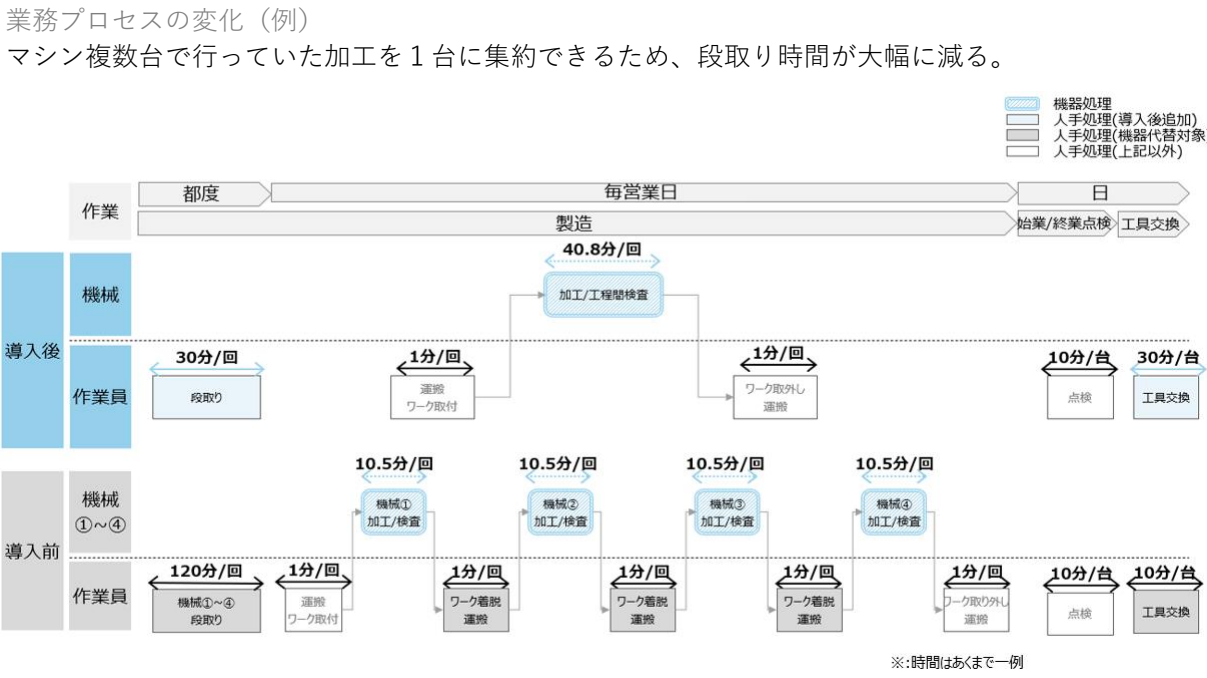 業務プロセスの変化（例）
マシン複数台で行っていた加工を１台に集約できるため、段取り時間が大幅に減る。
機器処理
人手処理(導入後追加)
人手処理(機器代替対象)
人手処理(上記以外)
作業
都度
毎営業日
日
製造
始業/終業点検
工具交換
導入後
機械
40.8分/回
加工/工程間検査
作業員
30分/回
段取り
1分/回
運搬
ワーク取付
1分/回
ワーク取外し
運搬
10分/台
点検
30分/台
工具交換
導入前
機械
①～④
10.5分/回
機械①
加工/検査
10.5分/回
機械②
加工/検査
10.5分/回
機械③
加工/検査
10.5分/回
機械④
加工/検査
作業員
120分/回
機械①～④
段取り
1分/回
運搬
ワーク取付
1分/回
ワーク着脱
運搬
1分/回
ワーク着脱
運搬
1分/回
ワーク着脱
運搬
1分/回
ワーク取り外し
運搬
10分/台
点検
10分/台
工具交換
※:時間はあくまで一例